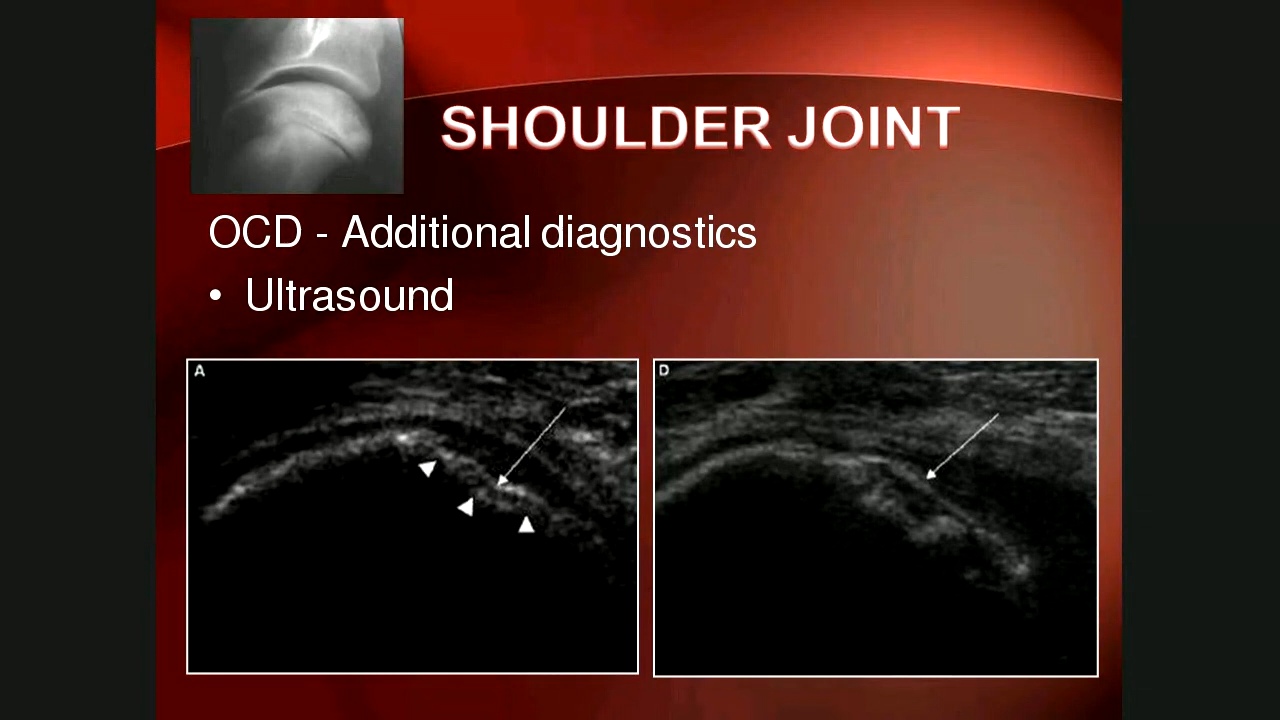 SHOULDER JOINT
OCD - Additional diagnostics
• Ultrasound
A
D